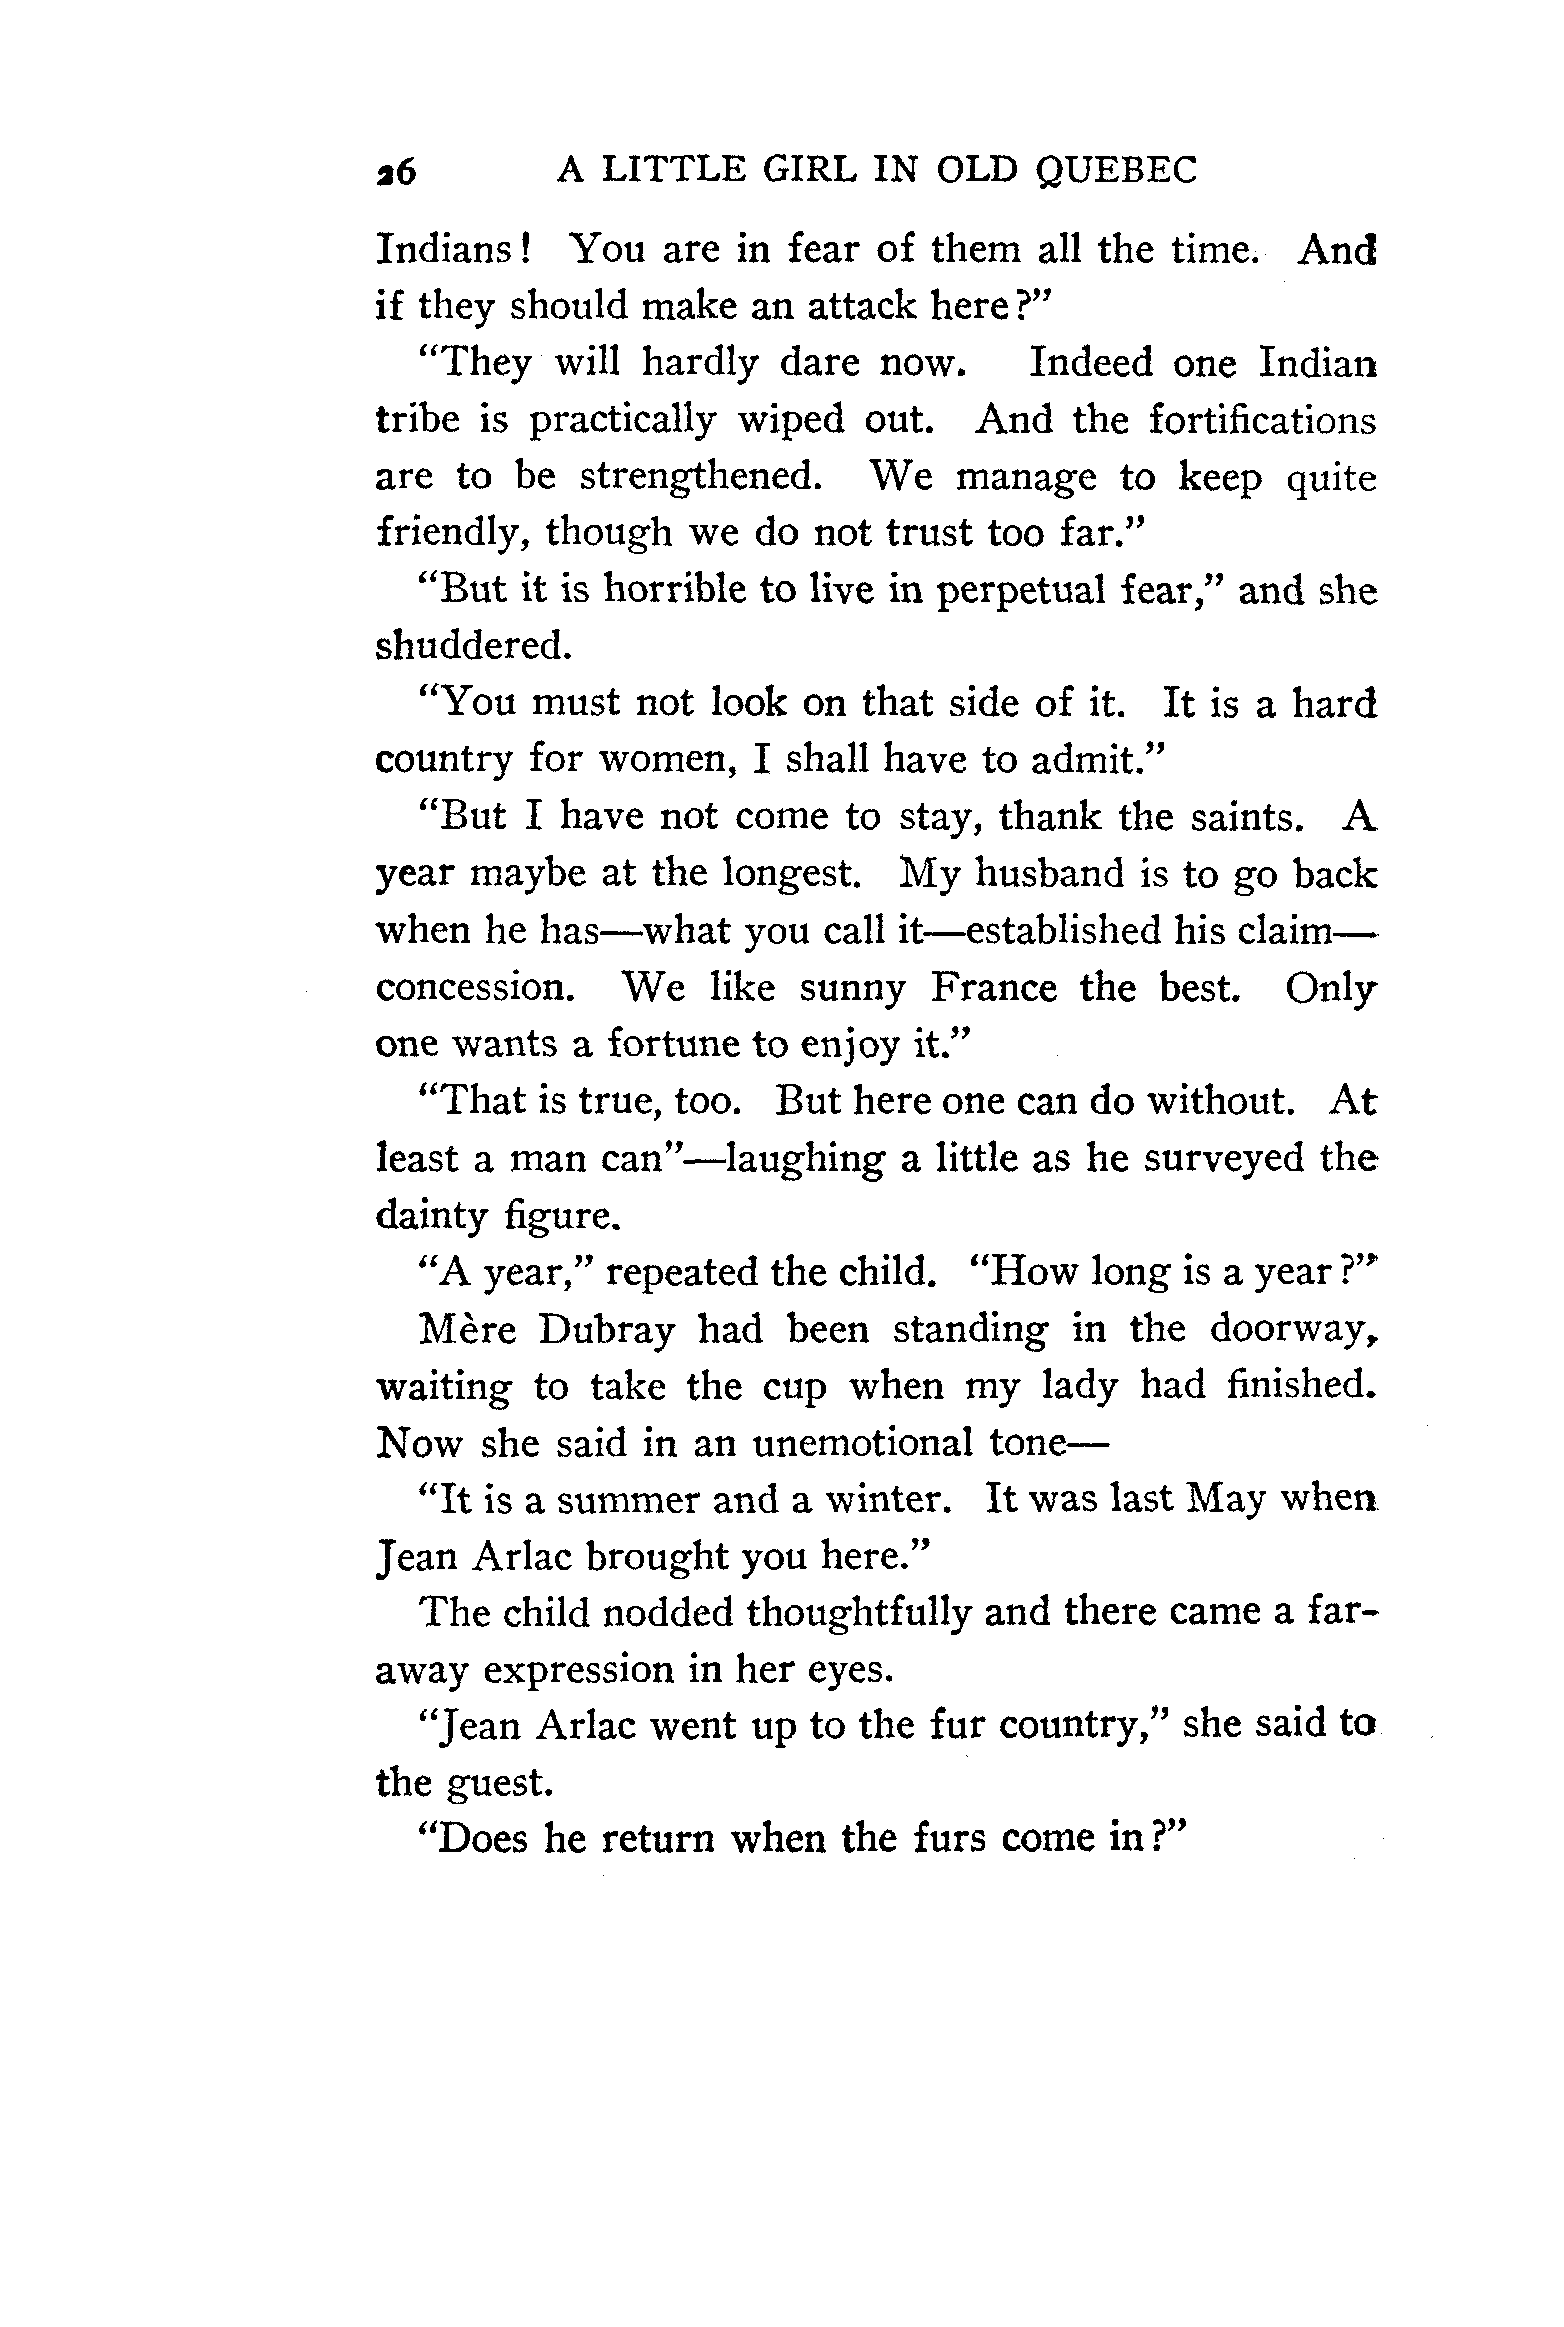 26 A LITTLE GIRL IN OLD QUEBEC
Indians! You are in fear of them all the time. And
if they should make an attack here?”
“They will hardly dare now. Indeed one Indian
tribe is practically wiped out. And the fortifications
are to be strengthened. We manage to keep quite
friendly, though we do not trust too far.”
“But it is horrible to live in perpetual fear,” and she
shuddered.
“You must not look on that side of it. It is a hard
country for women, I shall have to admit.”
“But I have not come to stay, thank the saints. A
year maybe at the longest. My husband is to go back
when he has—what you call it—established his claim—
concession. We like sunny France the best. Only
one wants a fortune to enjoy it.”
“That is true, too. But here one can do without. At
least a man can”—laughing a little as he surveyed the
dainty figure.
“A year,” repeated the child. “How long is a year?”
Mère Dubray had been standing in the doorway,
waiting to take the cup when my lady had finished.
Now she said in an unemotional tone—
“It is a summer and a winter. It was last May when
Jean Arlac brought you here.”
The child nodded thoughtfully and there came a far-
away expression in her eyes.
“Jean Arlac went up to the fur country,” she said to
the guest.
“Does he return when the furs come in?”